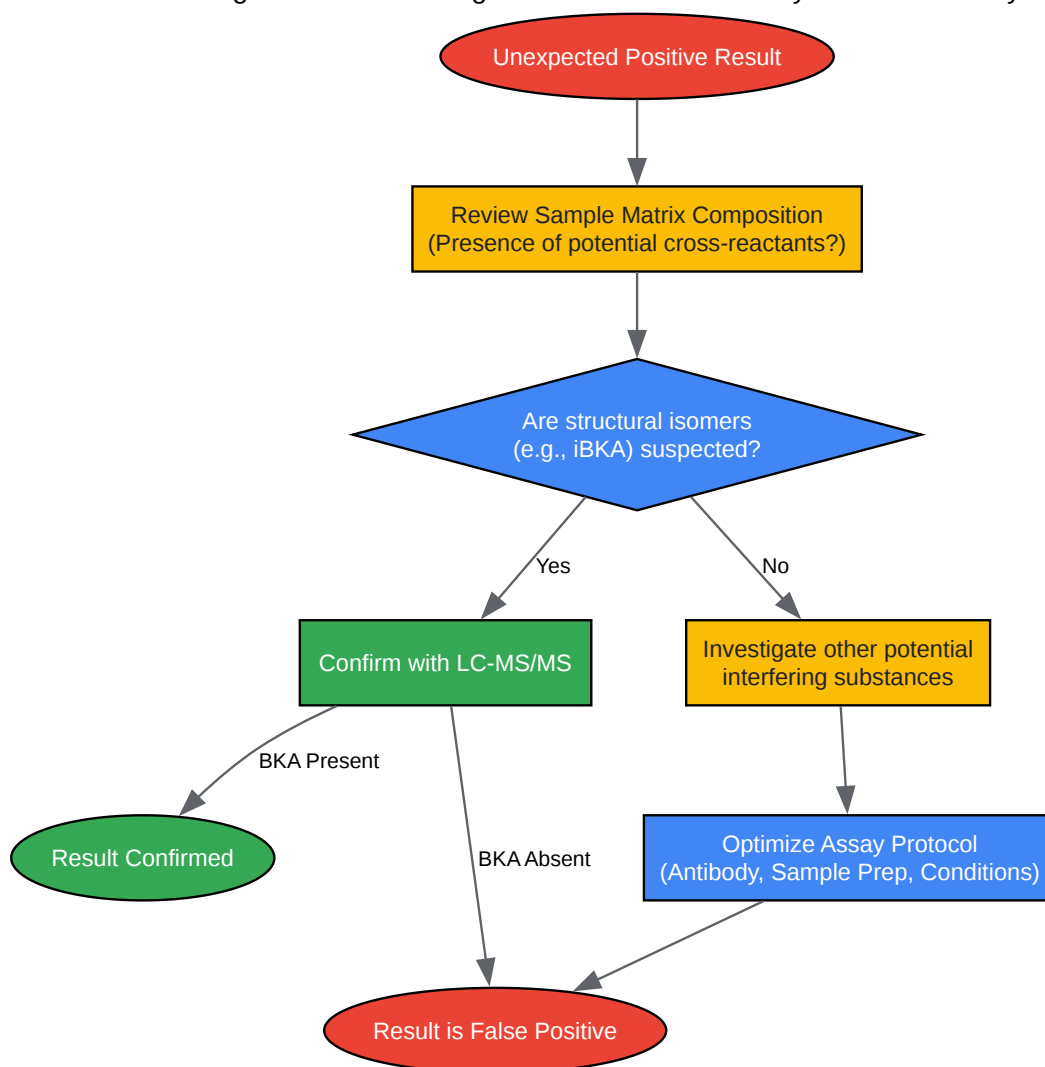 Unexpected Positive Result
Review Sample Matrix Composition
(Presence of potential cross-reactants?)
Are structural isomers
(e.g., iBKA) suspected?
Yes
No
Confirm with LC-MS/MS
Investigate other potential
interfering substances
BKA Present
Result Confirmed
BKA Absent
Optimize Assay Protocol
(Antibody, Sample Prep, Conditions)
Result is False Positive